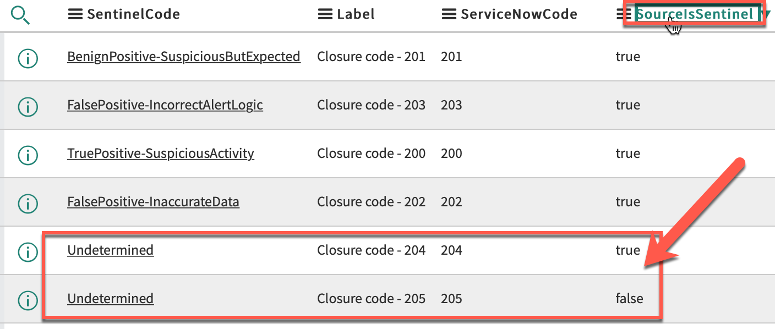 SentinelCode Label ServiceNowCode SourceIsSentinel
BenignPositive-SuspiciousButExpected Closure code - 201 201 true
FalsePositive-IncorrectAlertLogic Closure code - 203 203 true
TruePositive-SuspiciousActivity Closure code - 200 200 true
FalsePositive-InaccurateData Closure code - 202 202 true
Undetermined Closure code - 204 204 true
Undetermined Closure code - 205 205 false